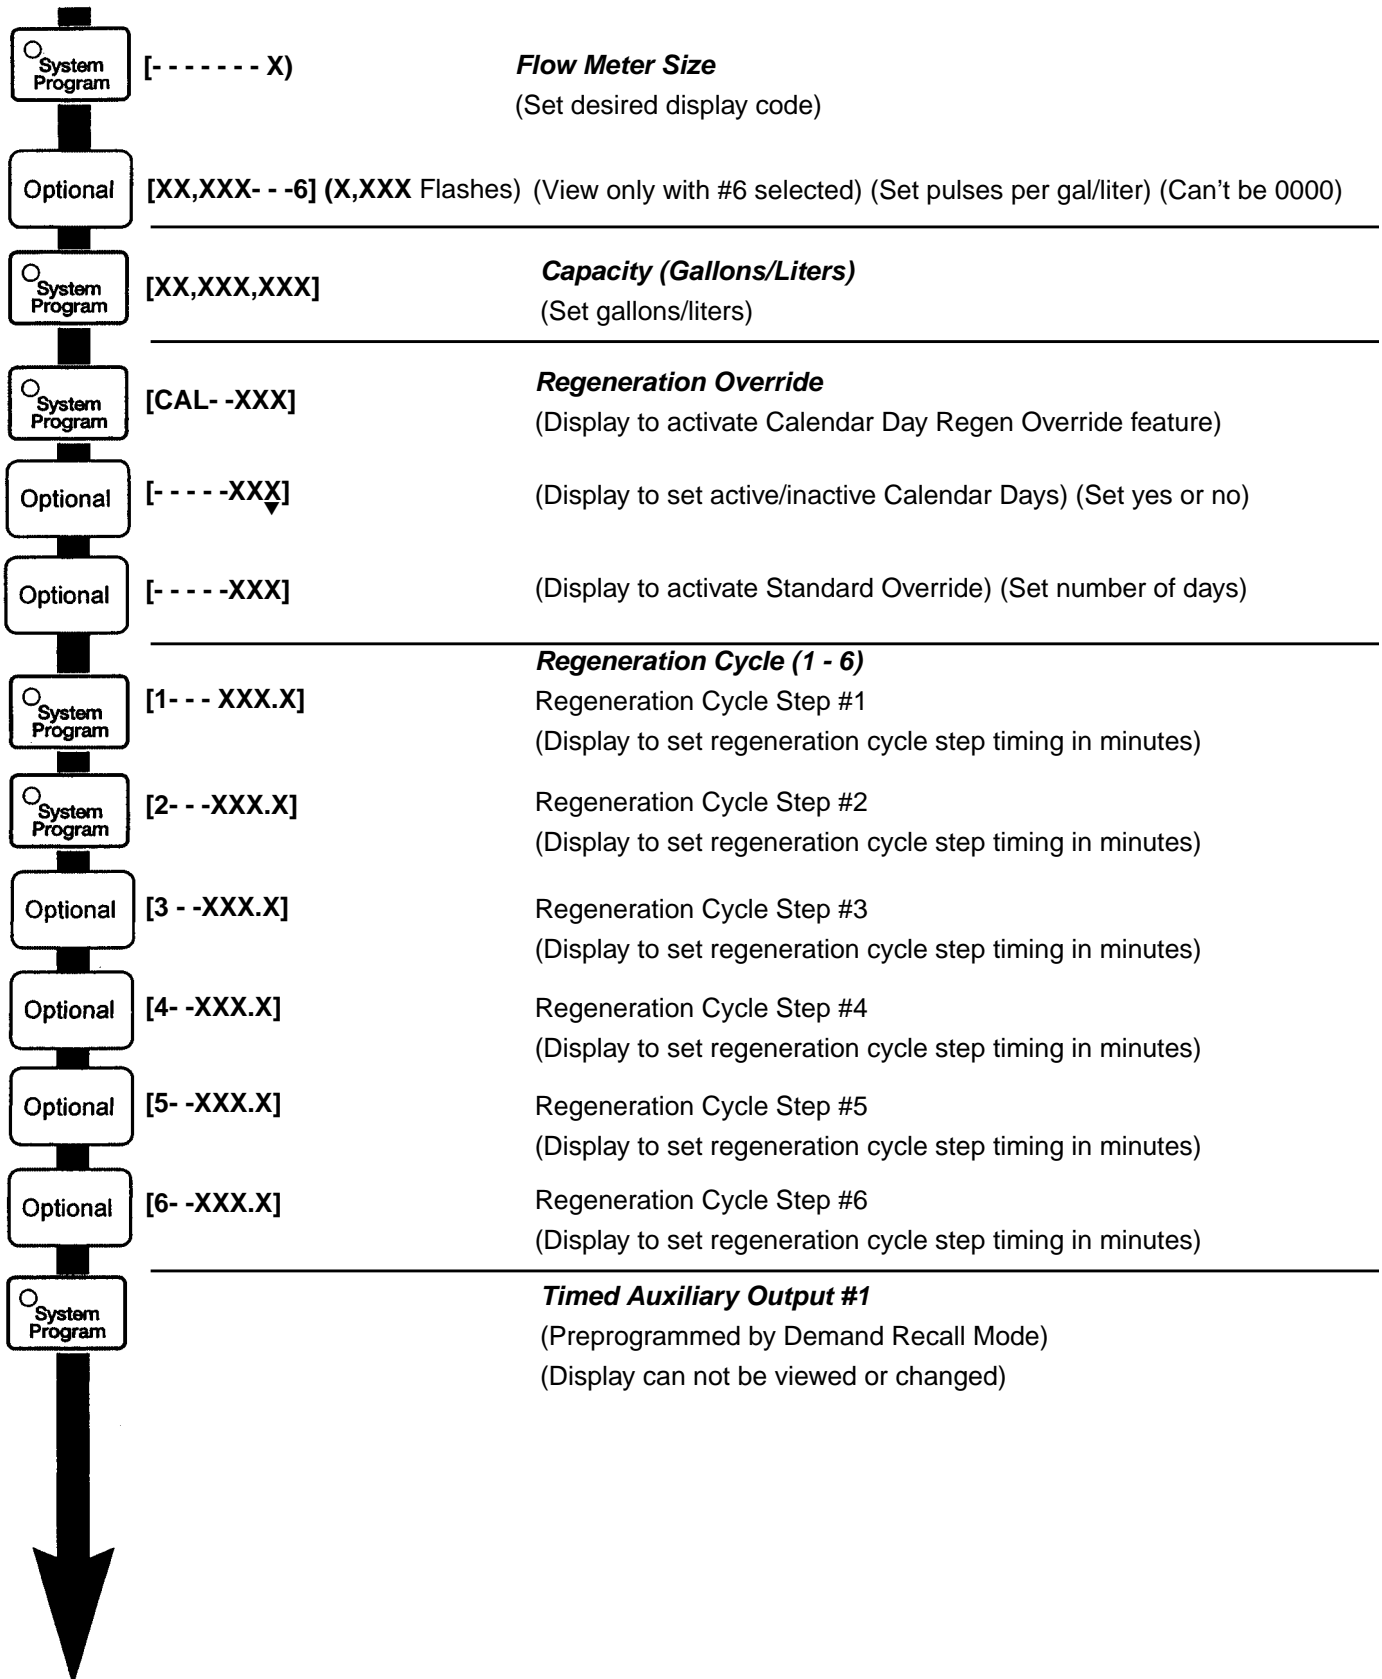 System
Program
[- - - - - - - X)
Flow Meter Size
(Set desired display code)
Optional
[XX,XXX- - -6] (X,XXX Flashes) (View only with #6 selected) (Set pulses per gal/liter) (Can't be 0000)
System
Program
[XX,XXX,XXX]
Capacity (Gallons/Liters)
(Set gallons/liters)
System
Program
[CAL- -XXX]
Regeneration Override
(Display to activate Calendar Day Regen Override feature)
Optional
[- - - - -XXX]
(Display to set active/inactive Calendar Days) (Set yes or no)
Optional
[- - - - -XXX]
(Display to activate Standard Override) (Set number of days)
Regeneration Cycle (1 - 6)
System
Program
[1- - - XXX.X]
Regeneration Cycle Step #1
(Display to set regeneration cycle step timing in minutes)
System
Program
[2- - -XXX.X]
Regeneration Cycle Step #2
(Display to set regeneration cycle step timing in minutes)
Optional
[3 - -XXX.X]
Regeneration Cycle Step #3
(Display to set regeneration cycle step timing in minutes)
Optional
[4- -XXX.X]
Regeneration Cycle Step #4
(Display to set regeneration cycle step timing in minutes)
Optional
[5- -XXX.X]
Regeneration Cycle Step #5
(Display to set regeneration cycle step timing in minutes)
Optional
[6- -XXX.X]
Regeneration Cycle Step #6
(Display to set regeneration cycle step timing in minutes)
System
Program
Timed Auxiliary Output #1
(Preprogrammed by Demand Recall Mode)
(Display can not be viewed or changed)